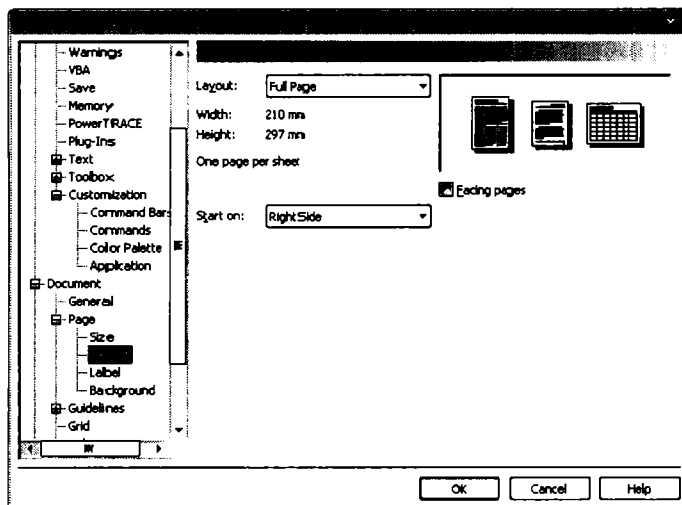 Warnings
VBA
Save
Memory
PowerTRACE
Plug-Ins
Text
Toolbox
Customization
Command Bars
Commands
Color Palette
Application
Document
General
Page
Size
Label
Background
Guidelines
Grid
Layout: Full Page
Width: 210 mm
Height: 297 mm
One page per sheet
Facing pages
Start on: Right Side
OK Cancel Help